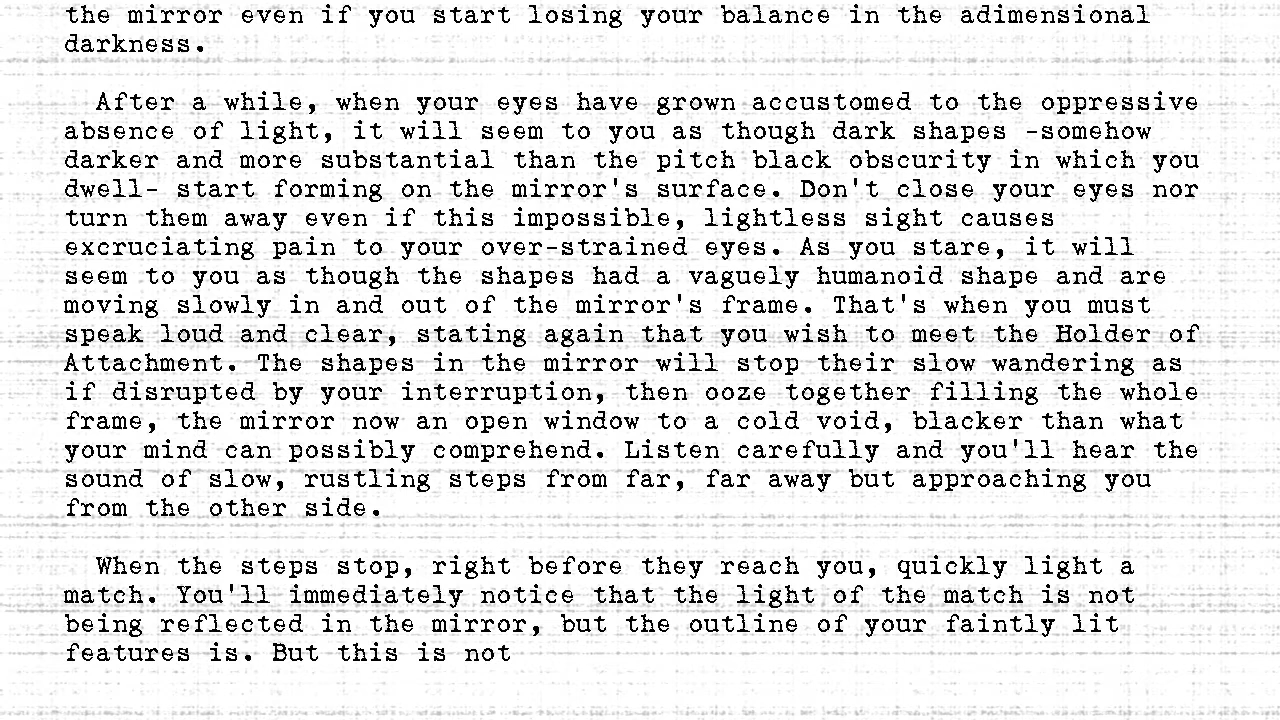 the mirror even if you start losing your balance in the adimensional
darkness.
After a while, when your eyes have grown accustomed to the oppressive
absence of light, it will seem to you as though dark shapes -somehow
darker and more substantial than the pitch black obscurity in which you
dwell- start forming on the mirror's surface. Don't close your eyes nor
turn them away even if this impossible, lightless sight causes
excruciating pain to your over-strained eyes. As you stare, it will
seem to you as though the shapes had a vaguely humanoid shape and are
moving slowly in and out of the mirror's frame. That's when you must
speak loud and clear, stating again that you wish to meet the Holder of
Attachment. The shapes in the mirror will stop their slow wandering as
if disrupted by your interruption, then ooze together filling the whole
frame, the mirror now an open window to a cold void, blacker than what
your mind can possibly comprehend. Listen carefully and you'll hear the
sound of slow, rustling steps from far, far away but approaching you
from the other side.
When the steps stop, right before they reach you, quickly light a
match. You'll immediately notice that the light of the match is not
being reflected in the mirror, but the outline of your faintly lit
features is. But this is not